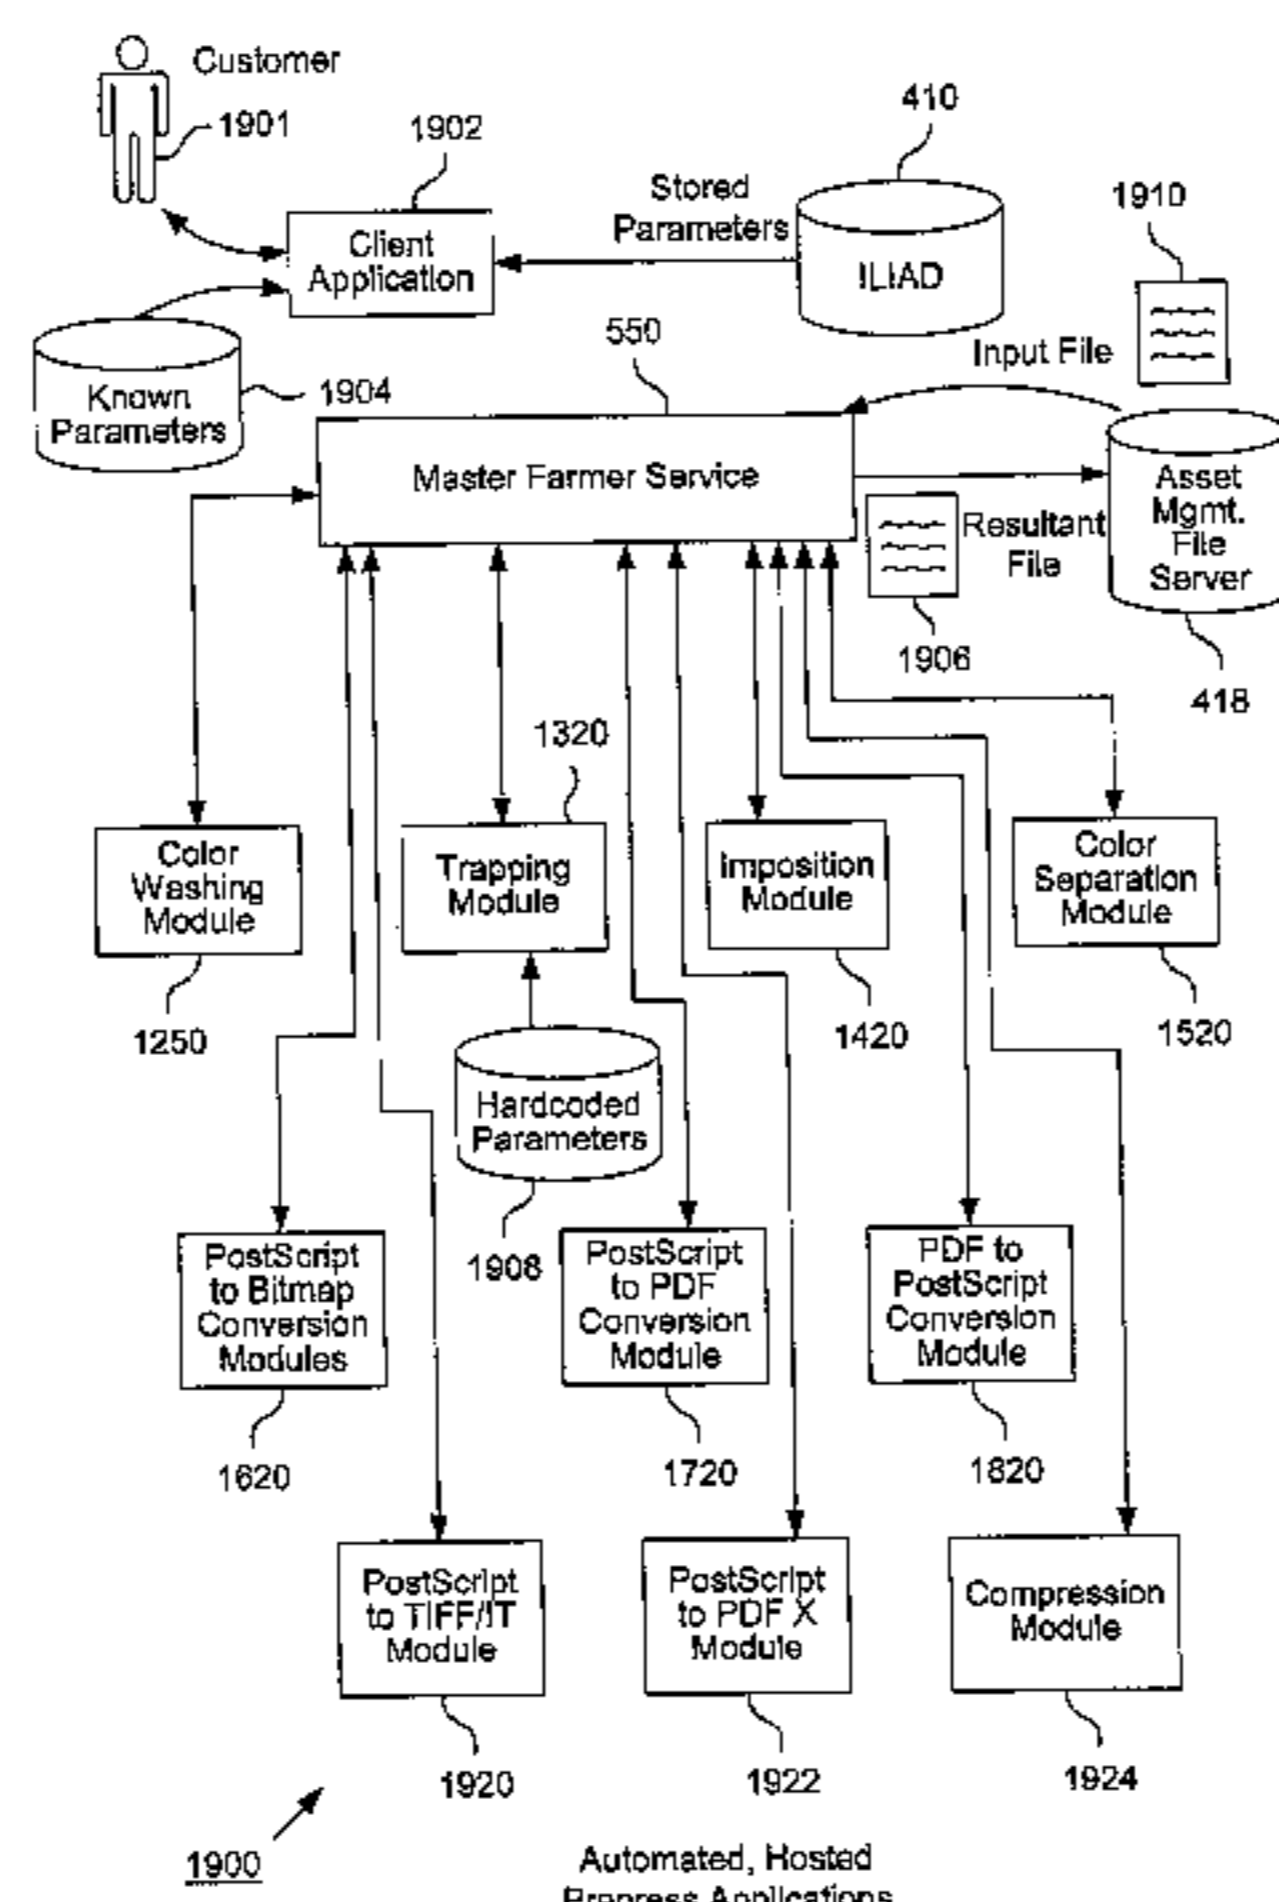 Customer
1901
1902
410
Stored
Parameters
1910
Client
Application
ILIAD
550
Input File
Known
Parameters
1904
Master Farmer Service
Asset
Mgmt.
File
Server
Resultant
File
1906
418
1320
Color
Washing
Module
Trapping
Module
Imposition
Module
Color
Separation
Module
1250
1420
1520
Hardcoded
Parameters
1908
PostScript
to Bitmap
Conversion
Modules
PostScript
to PDF
Conversion
Module
PDF to
PostScript
Conversion
Module
1620
1720
1820
PostScript
to TIFF/IT
Module
PostScript
to PDF X
Module
Compression
Module
1920
1922
1924
1900
Automated, Hosted
Prepress Applications